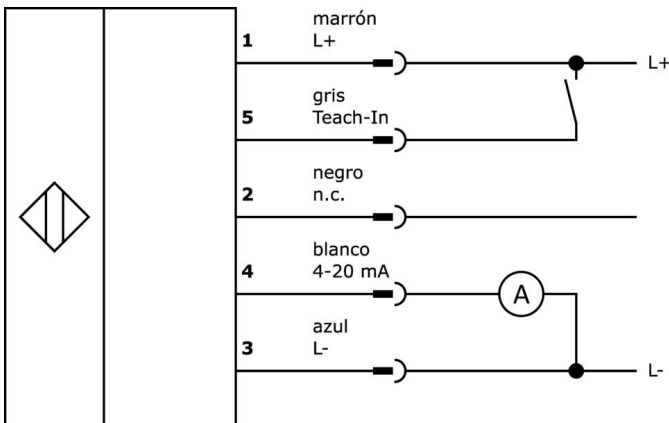 marrón
1 L+
L+
gris
5 Teach-In
negro
2 n.c.
blanco
4 4-20 mA
A
azul
3 L-
L-